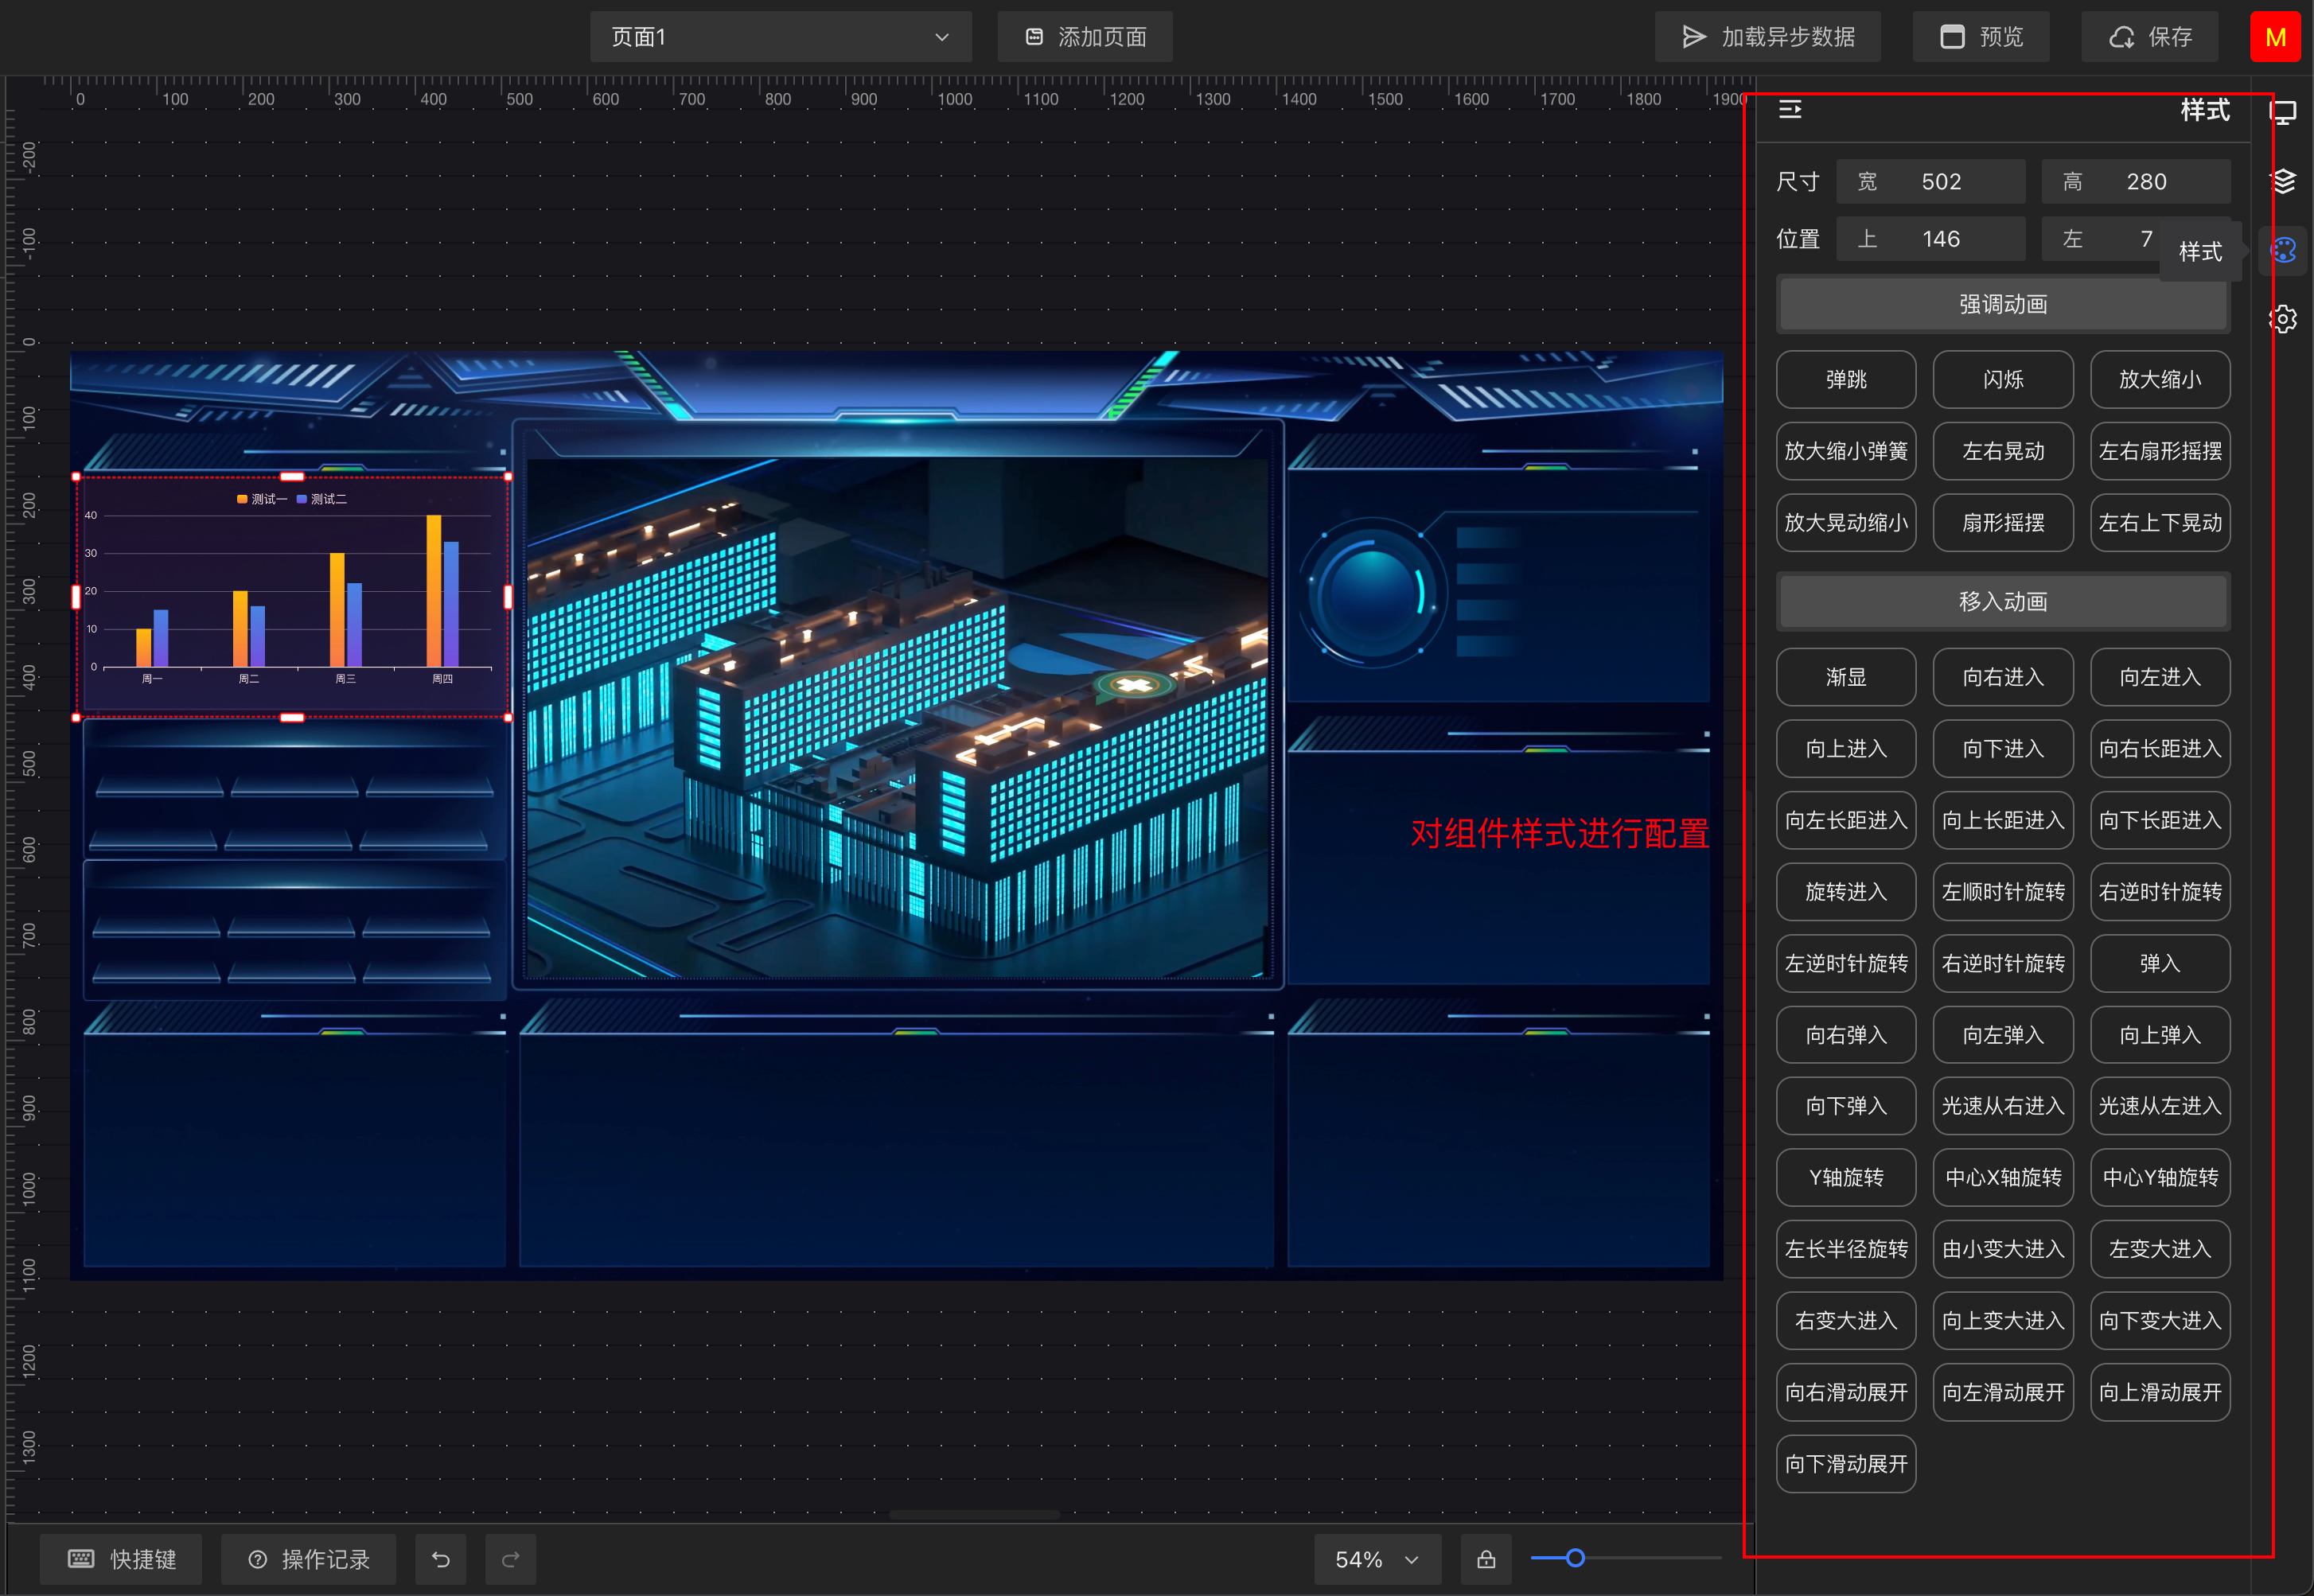 页面1
添加页面
加载异步数据
预览
保存
M
0 100 200 300 400 500 600 700 800 900 1000 1100 1200 1300 1400 1500 1600 1700 1800 1900
-200
-100
0
100
200
300
400
500
600
700
800
900
1000
1100
1200
1300
测试一 测试二
40
30
20
10
0
周一 周二 周三 周四
对组件样式进行配置
样式
尺寸 宽 502 高 280
位置 上 146 左 7
样式
强调动画
弹跳 闪烁 放大缩小
放大缩小弹簧 左右晃动 左右扇形摇摆
放大晃动缩小 扇形摇摆 左右上下晃动
移入动画
渐显 向右进入 向左进入
向上进入 向下进入 向右长距进入
向左长距进入 向上长距进入 向下长距进入
旋转进入 左顺时针旋转 右逆时针旋转
左逆时针旋转 右逆时针旋转 弹入
向右弹入 向左弹入 向上弹入
向下弹入 光速从右进入 光速从左进入
Y轴旋转 中心X轴旋转 中心Y轴旋转
左长半径旋转 由小变大进入 左变大进入
右变大进入 向上变大进入 向下变大进入
向右滑动展开 向左滑动展开 向上滑动展开
向下滑动展开
快捷键
操作记录
54%